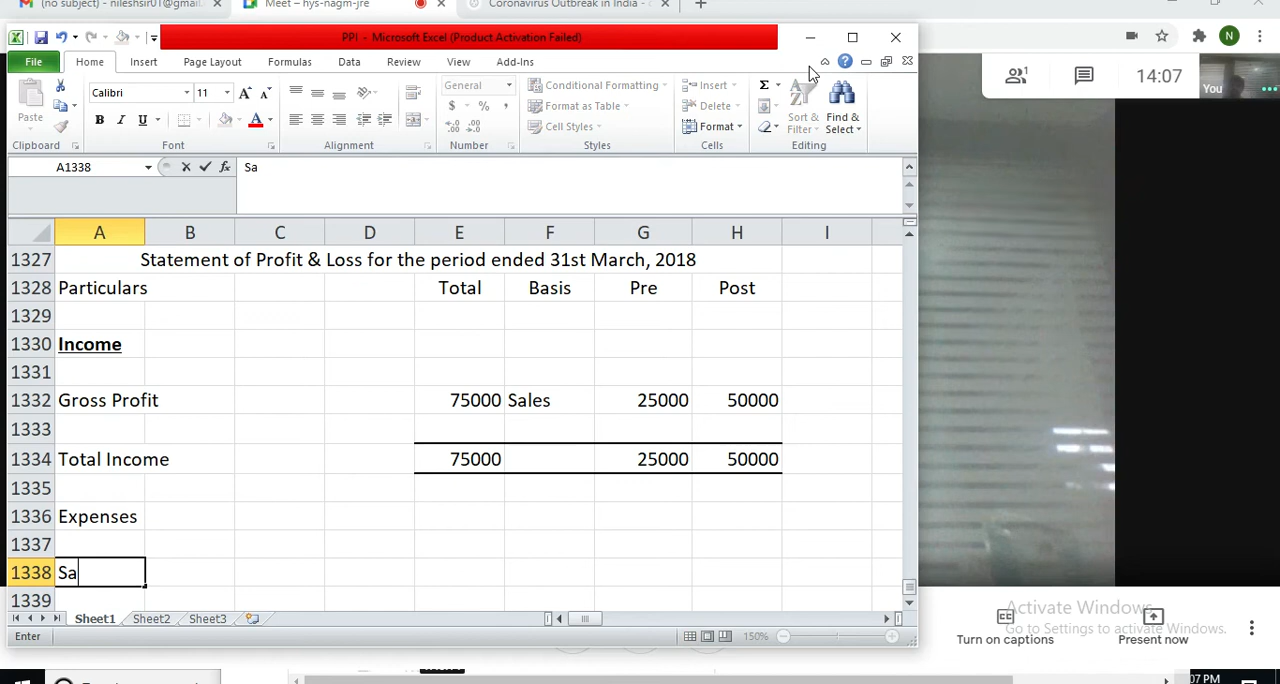 (no subject) - nileshsir01@gmail.
Meet – hys-nagm-jre
Coronavirus Outbreak in India -
N
PPI - Microsoft Excel (Product Activation Failed)
File Home Insert Page Layout Formulas Data Review View Add-Ins
14:07
You
Paste
Calibri 11
General
Conditional Formatting
Format as Table
Cell Styles
Insert
Delete
Format
Sort & Filter
Find & Select
Clipboard Font Alignment Number Styles Cells Editing
A1338 Sa
A B C D E F G H I
1327 Statement of Profit & Loss for the period ended 31st March, 2018
1328 Particulars Total Basis Pre Post
1329
1330 Income
1331
1332 Gross Profit 75000 Sales 25000 50000
1333
1334 Total Income 75000 25000 50000
1335
1336 Expenses
1337
1338 Sa
1339
Sheet1 Sheet2 Sheet3
Enter 150%
Activate Windows
Go to Settings to activate Windows.
Turn on captions
Present now
07 PM